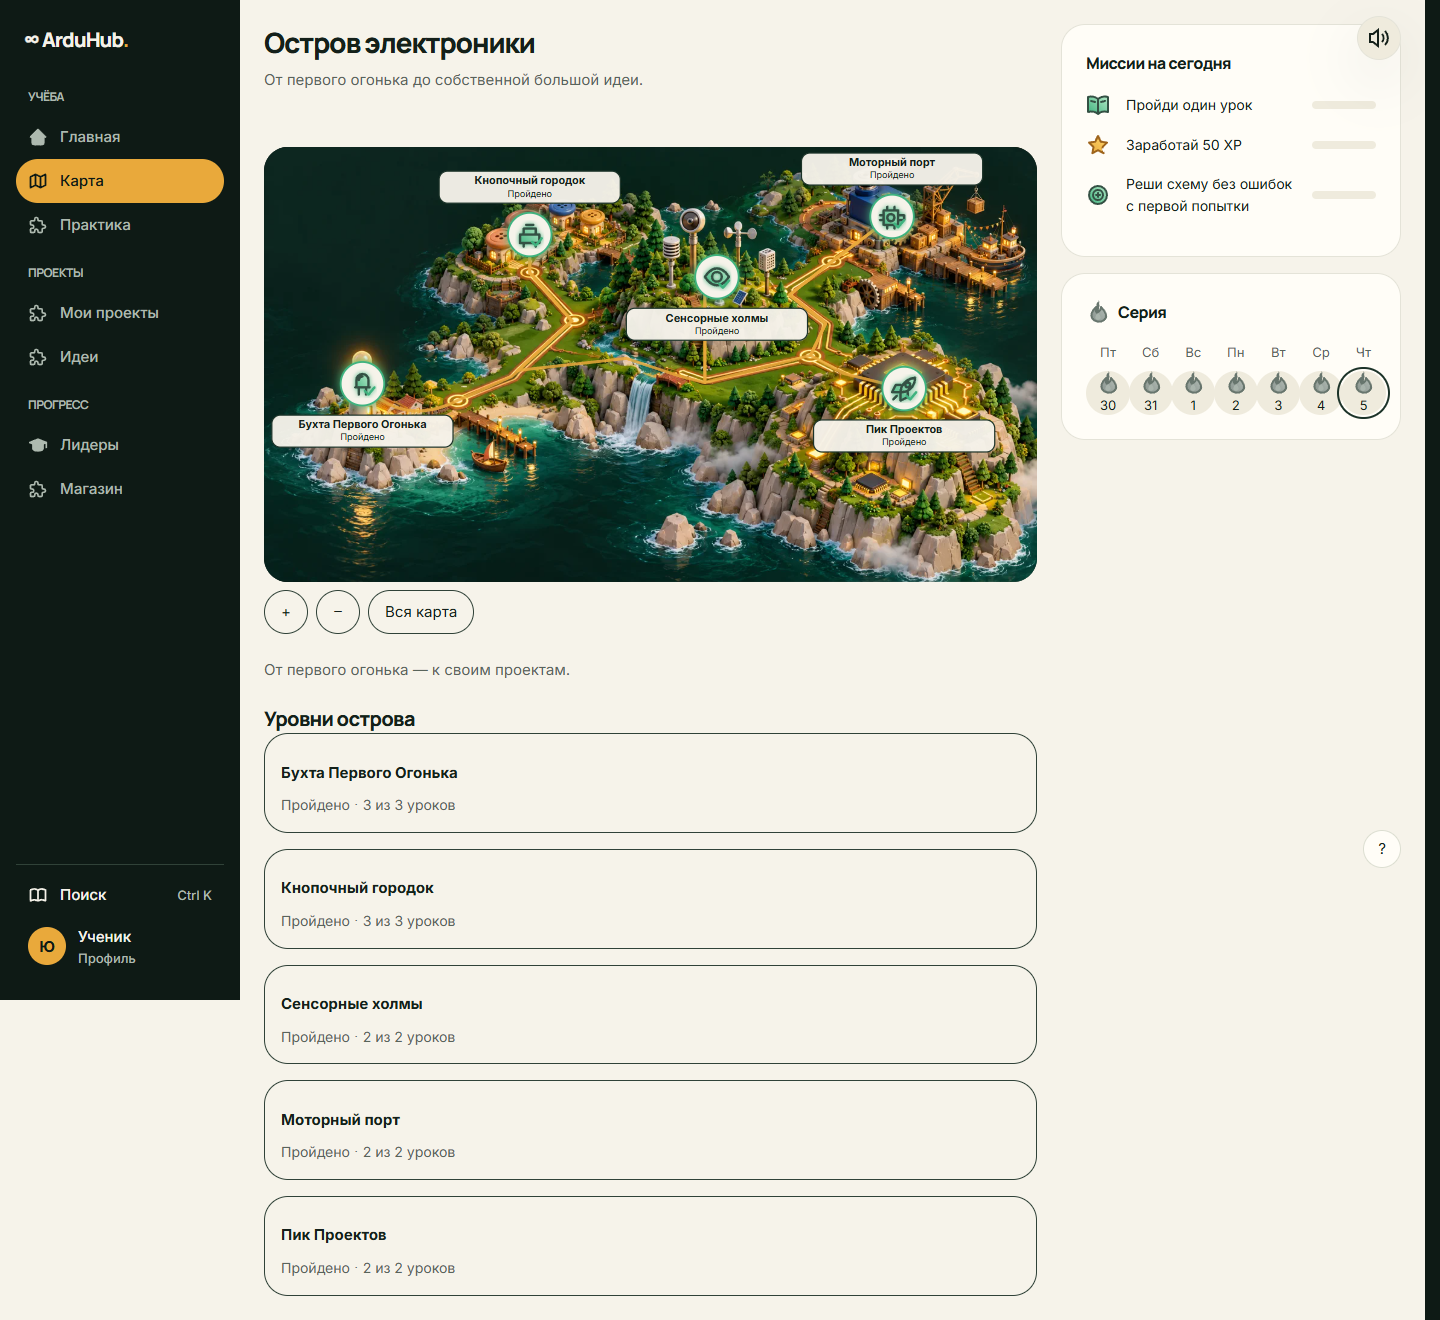 ∞ ArduHub.
УЧЁБА
Главная
Карта
Практика
ПРОЕКТЫ
Мои проекты
Идеи
ПРОГРЕСС
Лидеры
Магазин
Поиск
Ctrl K
Ю
Ученик
Профиль
Остров электроники
От первого огонька до собственной большой идеи.
Моторный порт
Пройдено
Кнопочный городок
Пройдено
Сенсорные холмы
Пройдено
Бухта Первого Огонька
Пройдено
Пик Проектов
Пройдено
+
−
Вся карта
От первого огонька — к своим проектам.
Уровни острова
Бухта Первого Огонька
Пройдено · 3 из 3 уроков
Кнопочный городок
Пройдено · 3 из 3 уроков
Сенсорные холмы
Пройдено · 2 из 2 уроков
Моторный порт
Пройдено · 2 из 2 уроков
Пик Проектов
Пройдено · 2 из 2 уроков
Миссии на сегодня
Пройди один урок
Заработай 50 XP
Реши схему без ошибок
с первой попытки
Серия
Пт Сб Вс Пн Вт Ср Чт
30 31 1 2 3 4 5
?